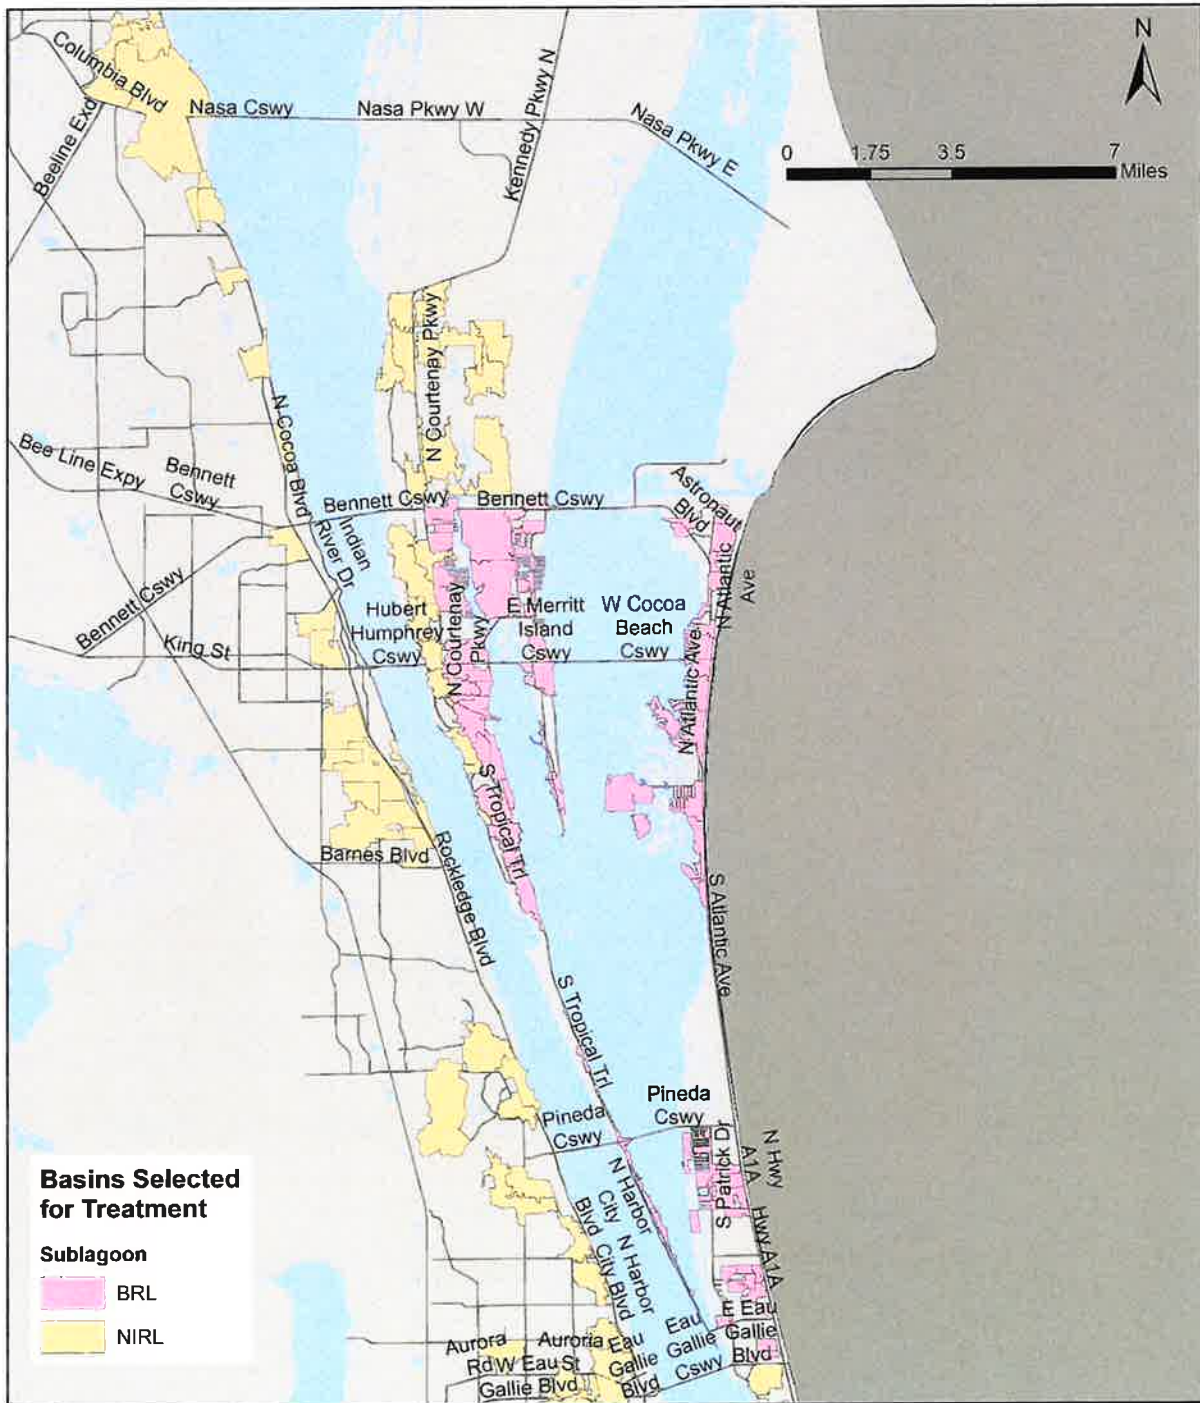 N
Columbia Blvd
Beeline Exd
Nasa Cswy
Nasa Pkwy W
Kennedy Pkwy N
Nasa Pkwy E
0 1.75 3.5 7
Miles
N Courtenay Pkwy
N Cocoa Blvd
Bee Line Expy
Bennett
Cswy
Bennett Cswy
Bennett Cswy
Astronaut
Blvd
Indian
River Dr
N Atlantic
Ave
Bennett Cswy
King St
Hubert
Humphrey
Cswy
N Courtenay
Pkwy
E Merritt
Island
Cswy
W Cocoa
Beach
Cswy
N Atlantic Ave
S Tropical Trl
Barnes Blvd
Rockledge Blvd
S Atlantic Ave
S Tropical Trl
Pineda
Cswy
Pineda
Cswy
S Patrick Dr
N Hwy
A1A
Hwy A1A
N Harbor
City
Blvd
N Harbor
City Blvd
Basins Selected
for Treatment
Sublagoon
BRL
NIRL
Aurora
Rd
Auroria
St
W Eau
Gallie Blvd
Eau
Gallie
Blvd
Eau
Gallie
Cswy
E Eau
Gallie
Blvd